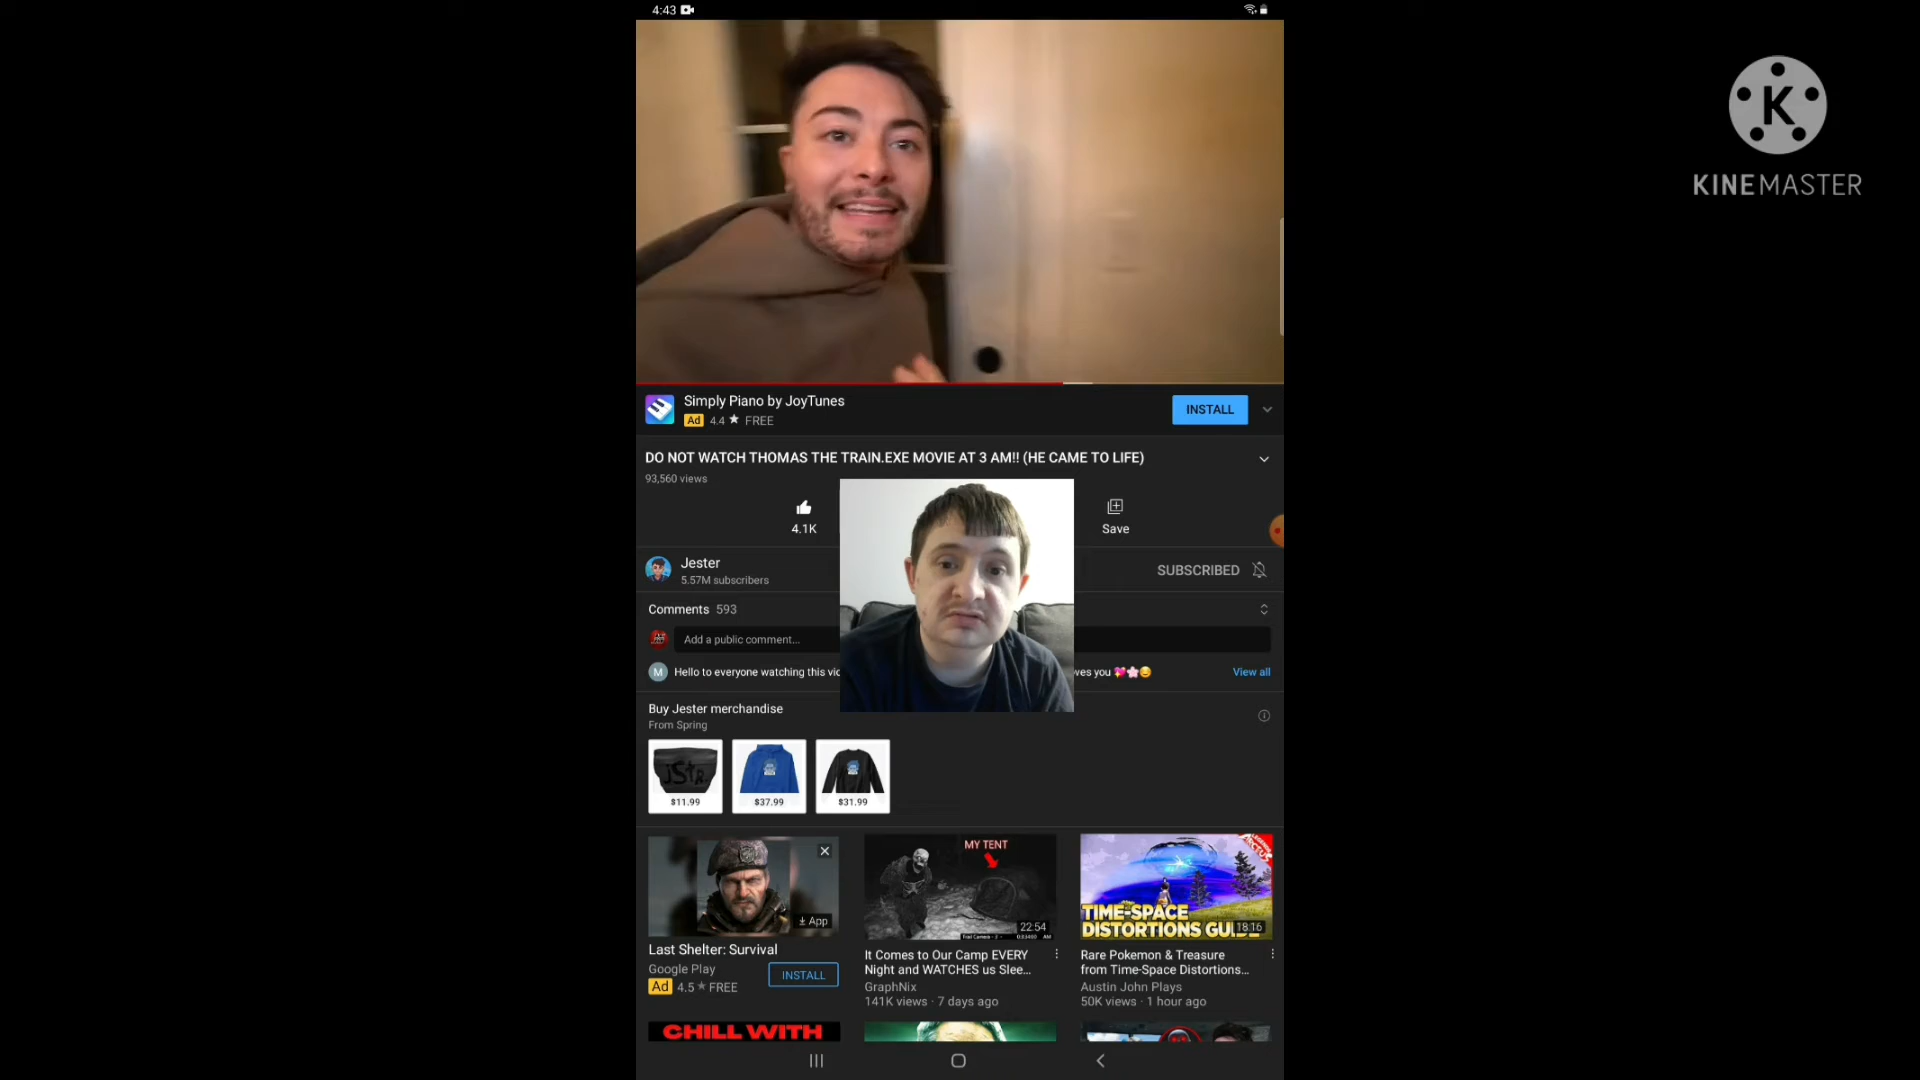 4:43
KINEMASTER
Simply Piano by JoyTunes
Ad 4.4 ★ FREE
INSTALL
DO NOT WATCH THOMAS THE TRAIN.EXE MOVIE AT 3 AM!! (HE CAME TO LIFE)
93,560 views
4.1K
Save
Jester
5.57M subscribers
SUBSCRIBED
Comments 593
Add a public comment...
M
Hello to everyone watching this
you 💖🌸😊
View all
Buy Jester merchandise
From Spring
$11.99
$37.99
$31.99
App
Last Shelter: Survival
Google Play
Ad 4.5 ★ FREE
INSTALL
MY TENT
22:54
It Comes to Our Camp EVERY
Night and WATCHES us Slee...
GraphNix
141K views · 7 days ago
TIME-SPACE
DISTORTIONS
18:16
Rare Pokemon & Treasure
from Time-Space Distortions...
Austin John Plays
50K views · 1 hour ago
CHILL WITH